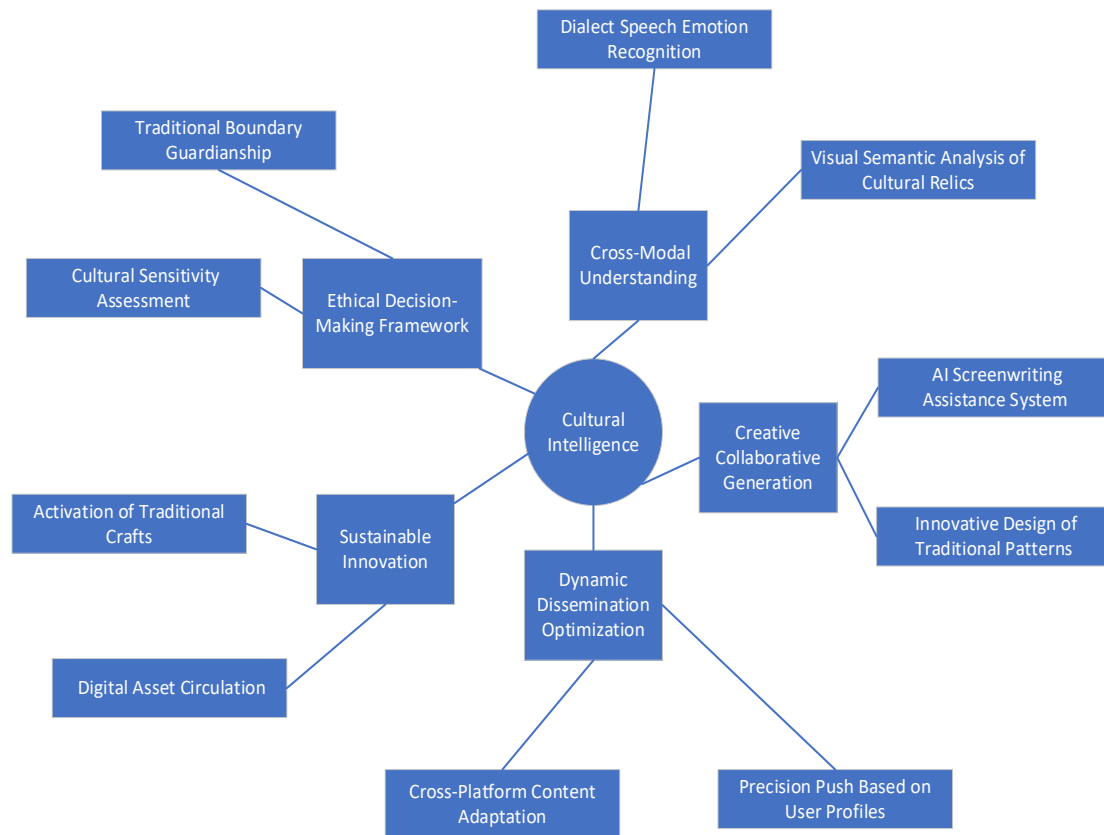 Dialect Speech Emotion
Recognition
Traditional Boundary
Guardianship
Visual Semantic Analysis of
Cultural Relics
Cross-Modal
Understanding
Cultural Sensitivity
Assessment
Ethical Decision-
Making Framework
AI Screenwriting
Assistance System
Cultural
Intelligence
Creative
Collaborative
Generation
Activation of Traditional
Crafts
Sustainable
Innovation
Innovative Design of
Traditional Patterns
Dynamic
Dissemination
Optimization
Digital Asset Circulation
Cross-Platform Content
Adaptation
Precision Push Based on
User Profiles